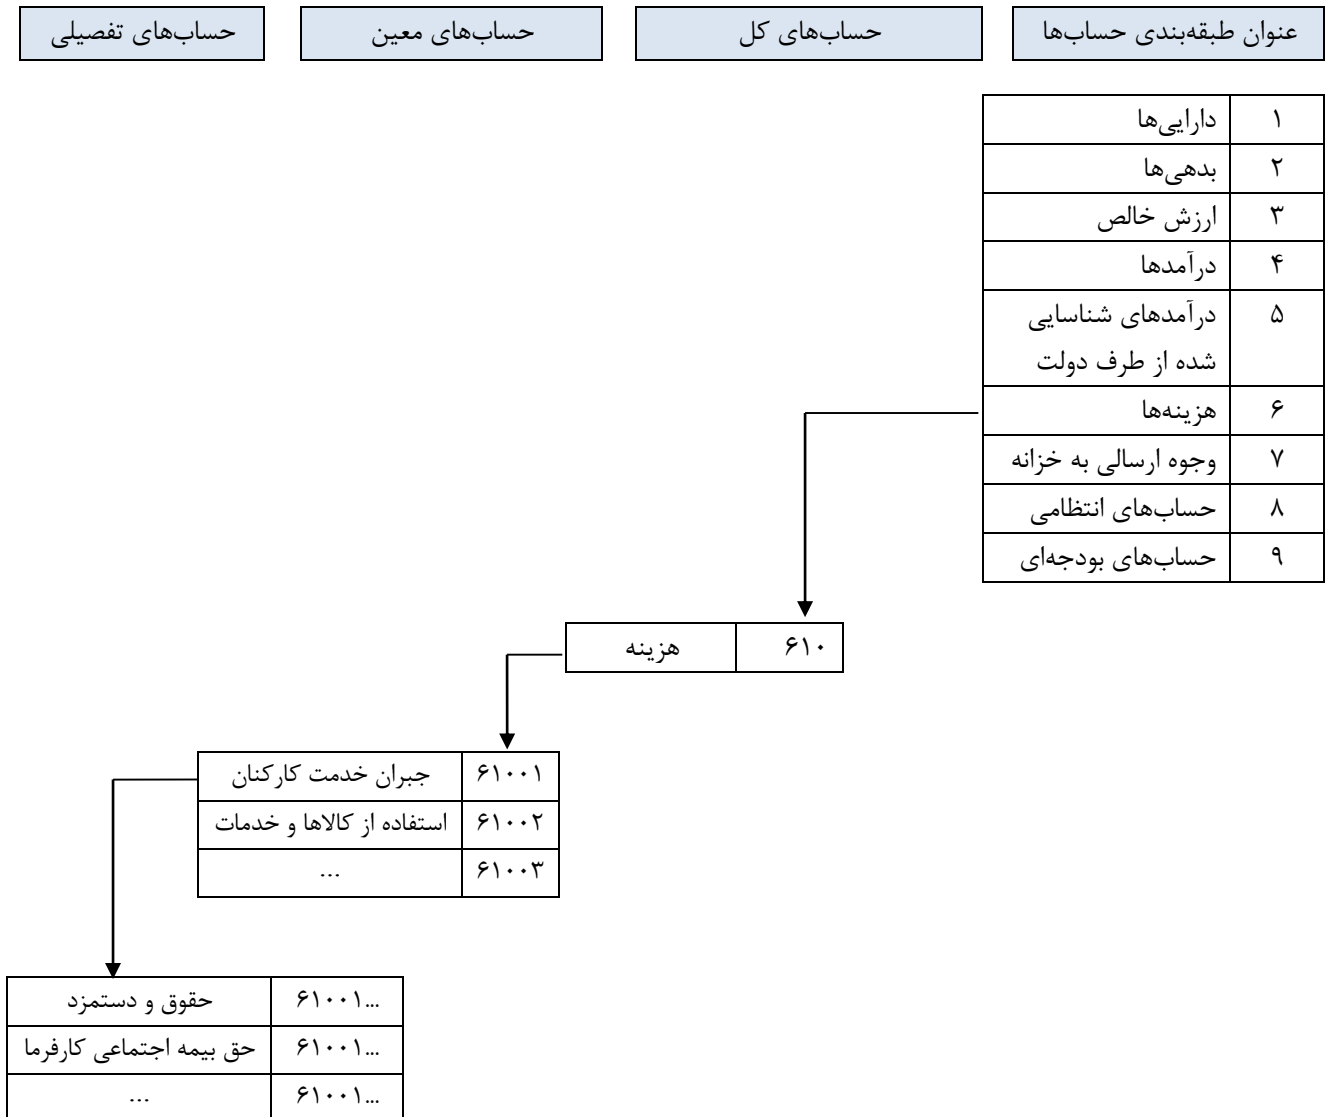 عنوان طبقه‌بندی حساب‌ها
حساب‌های کل
حساب‌های معین
حساب‌های تفصیلی
۱ دارایی‌ها
۲ بدهی‌ها
۳ ارزش خالص
۴ درآمدها
۵ درآمدهای شناسایی
شده از طرف دولت
۶ هزینه‌ها
۷ وجوه ارسالی به خزانه
۸ حساب‌های انتظامی
۹ حساب‌های بودجه‌ای
۶۱۰ هزینه
۶۱۰۰۱ جبران خدمت کارکنان
۶۱۰۰۲ استفاده از کالاها و خدمات
۶۱۰۰۳ ...
۶۱۰۰۱... حقوق و دستمزد
۶۱۰۰۱... حق بیمه اجتماعی کارفرما
۶۱۰۰۱... ...